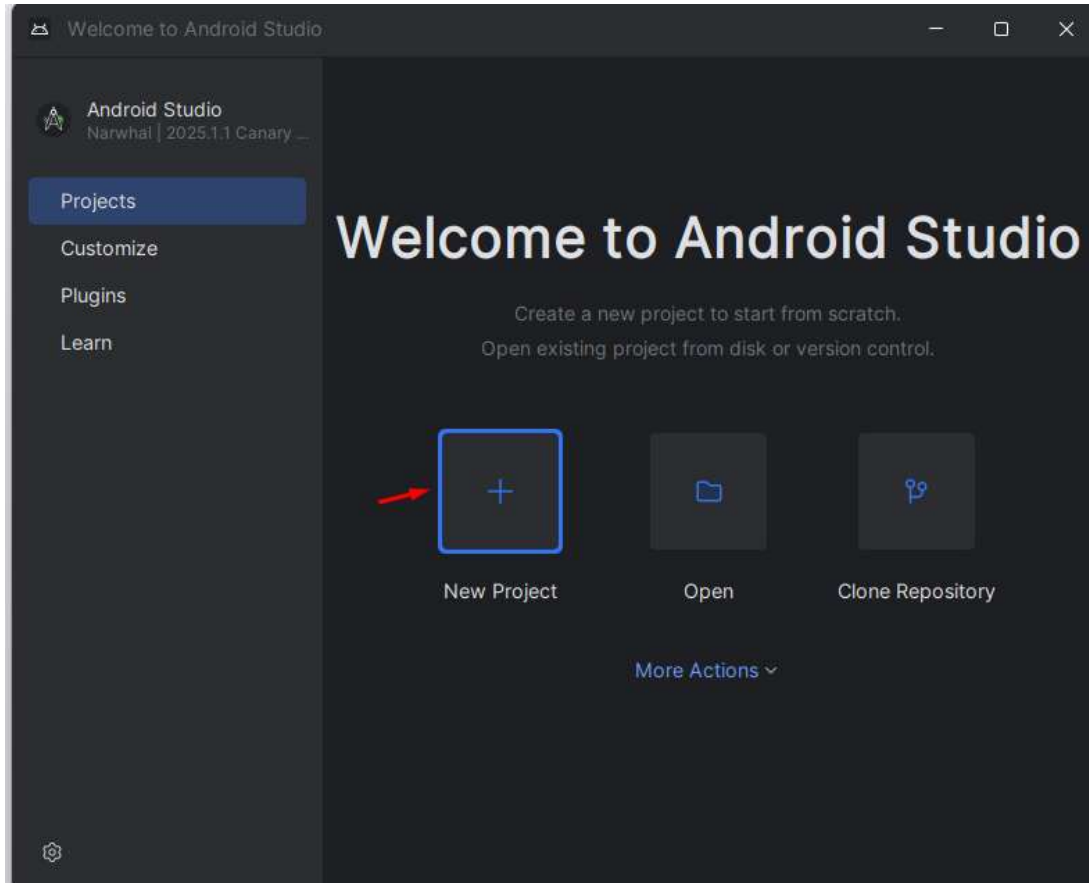 Welcome to Android Studio
Android Studio
Narwhal | 2025.1.1 Canary ...
Projects
Customize
Plugins
Learn
Welcome to Android Studio
Create a new project to start from scratch.
Open existing project from disk or version control.
New Project
Open
Clone Repository
More Actions